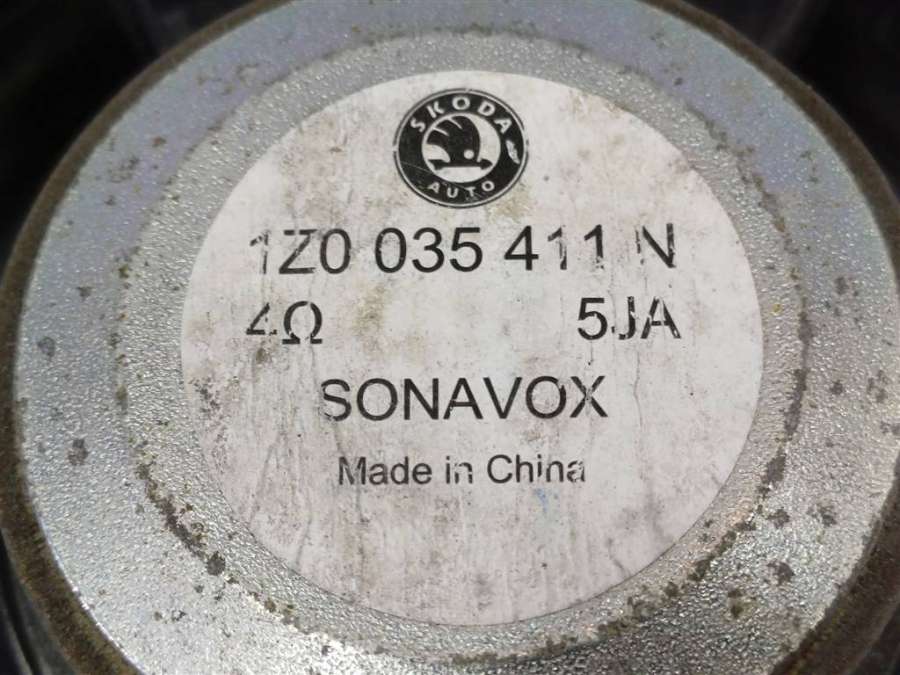 SKODA
AUTO
1Z0 035 411 N
4Ω 5JA
SONAVOX
Made in China